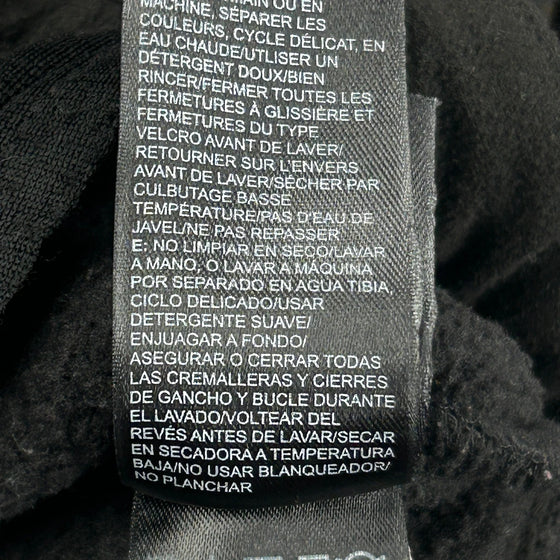 MAIN OU EN
MACHINE, SÉPARER LES
COULEURS, CYCLE DÉLICAT, EN
EAU CHAUDE/UTILISER UN
DÉTERGENT DOUX/BIEN
RINCER/FERMER TOUTES LES
FERMETURES À GLISSIÈRE ET
FERMETURES DU TYPE
VELCRO AVANT DE LAVER/
RETOURNER SUR L'ENVERS
AVANT DE LAVER/SÉCHER PAR
CULBUTAGE BASSE
TEMPÉRATURE/PAS D'EAU DE
JAVEL/NE PAS REPASSER
E: NO LIMPIAR EN SECO/LAVAR
A MANO, O LAVAR A MÁQUINA
POR SEPARADO EN AGUA TIBIA,
CICLO DELICADO/USAR
DETERGENTE SUAVE/
ENJUAGAR A FONDO/
ASEGURAR O CERRAR TODAS
LAS CREMALLERAS Y CIERRES
DE GANCHO Y BUCLE DURANTE
EL LAVADO/VOLTEAR DEL
REVÉS ANTES DE LAVAR/SECAR
EN SECADORA A TEMPERATURA
BAJA/NO USAR BLANQUEADOR/
NO PLANCHAR